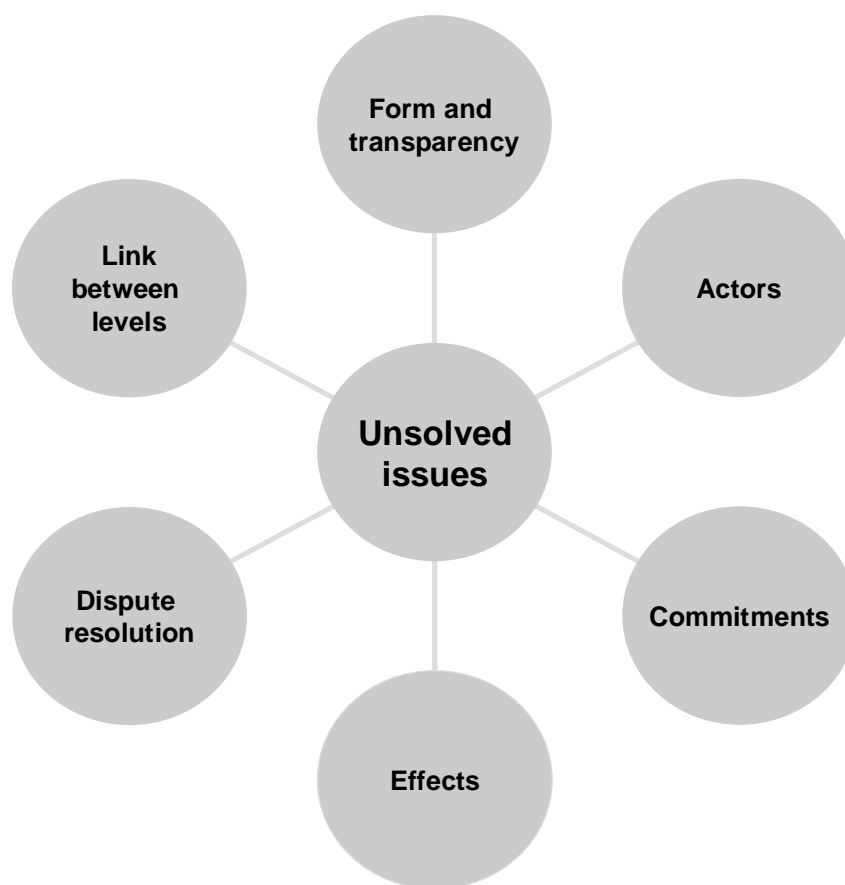 Form and
transparency
Link
between
levels
Actors
Unsolved
issues
Dispute
resolution
Commitments
Effects